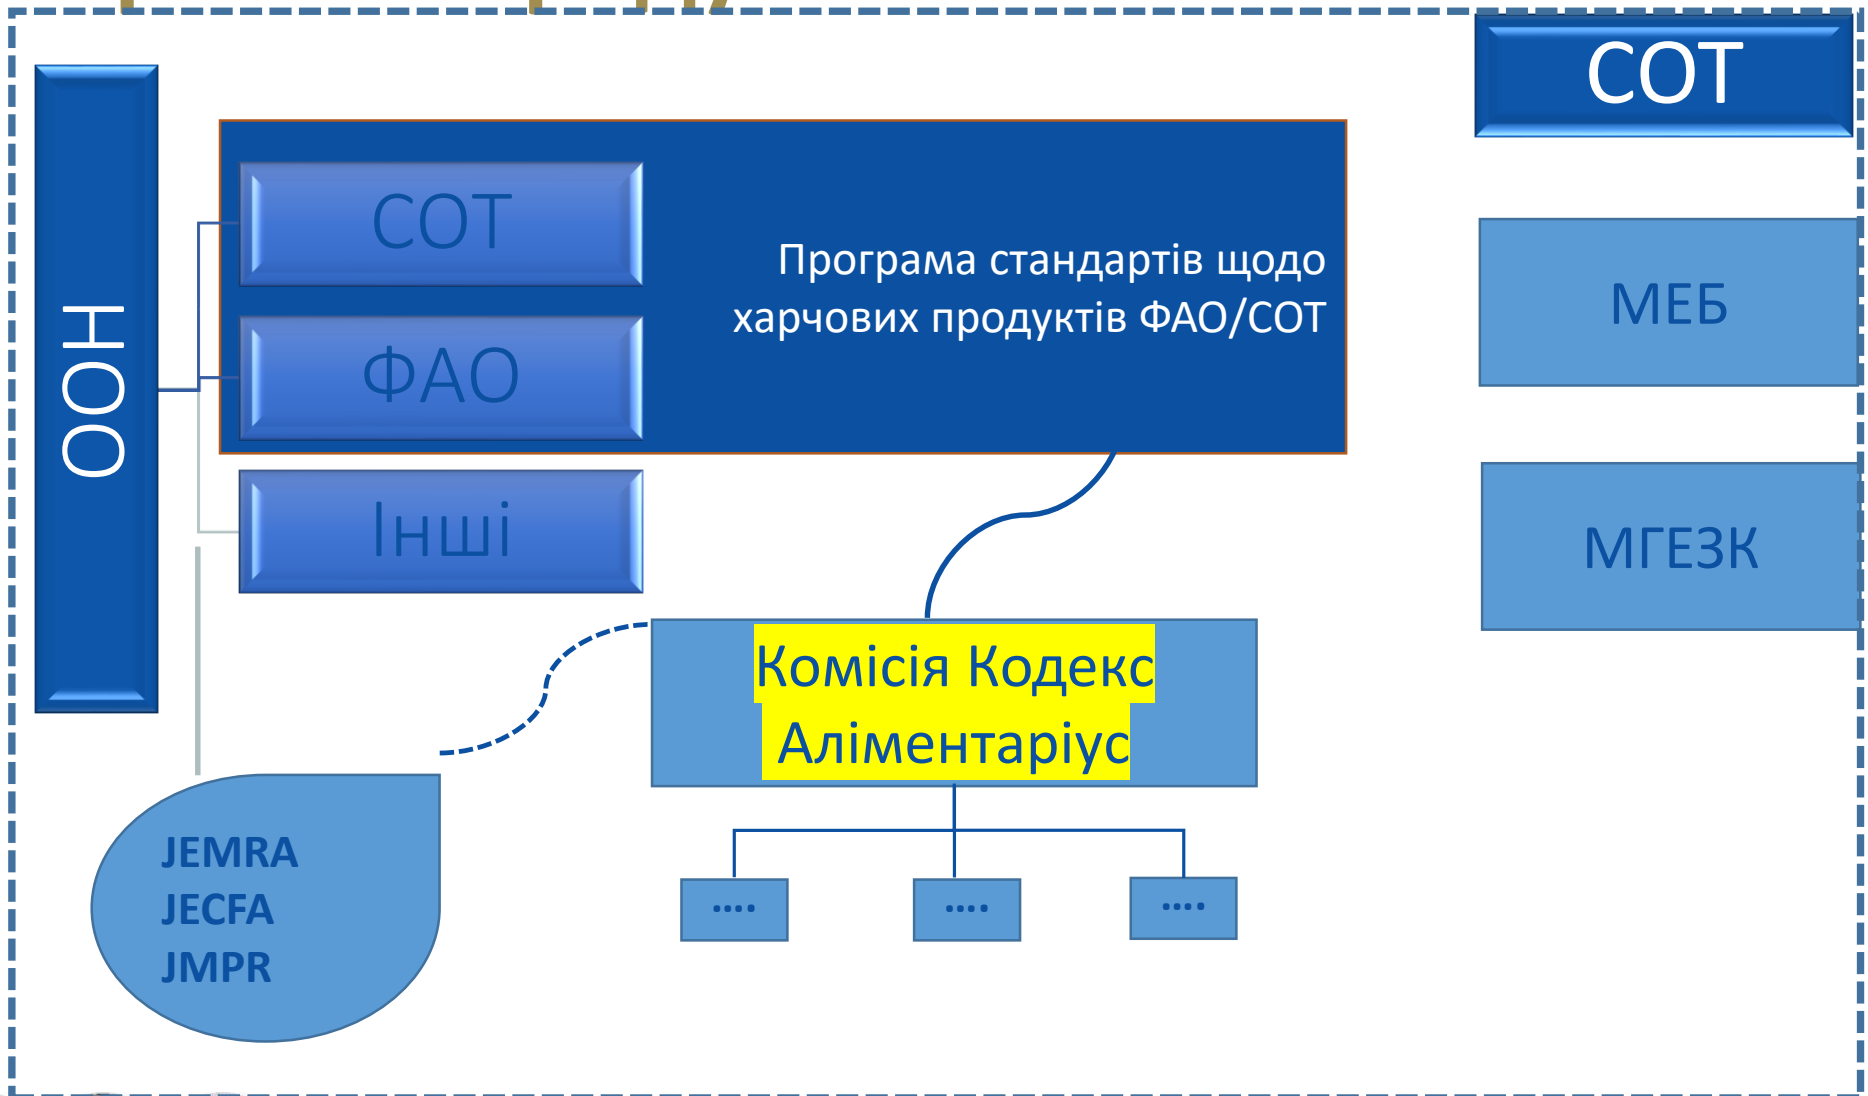 СОТ
ООН
СОТ
Програма стандартів щодо
харчових продуктів ФАО/СОТ
ФАО
Інші
МЕБ
МГЕЗК
Комісія Кодекс
Аліментаріус
JEMRA
JECFA
JMPR
....
....
....